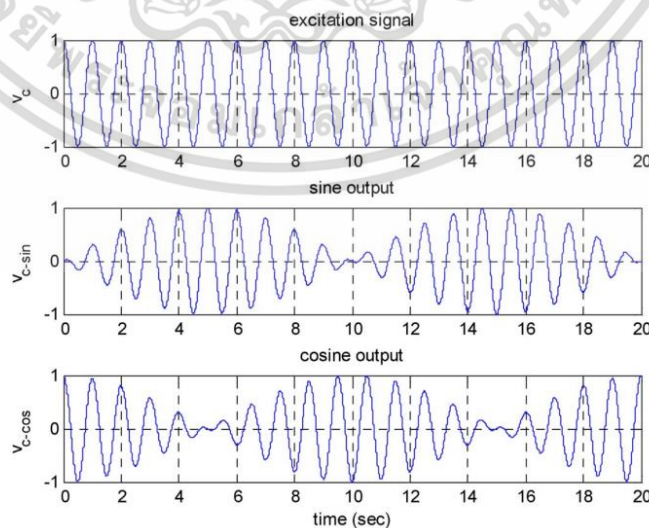 excitation signal
1
0
-1
v_c
0 2 4 6 8 10 12 14 16 18 20
sine output
1
0
-1
v_c-sin
0 2 4 6 8 10 12 14 16 18 20
cosine output
1
0
-1
v_c-cos
0 2 4 6 8 10 12 14 16 18 20
time (sec)